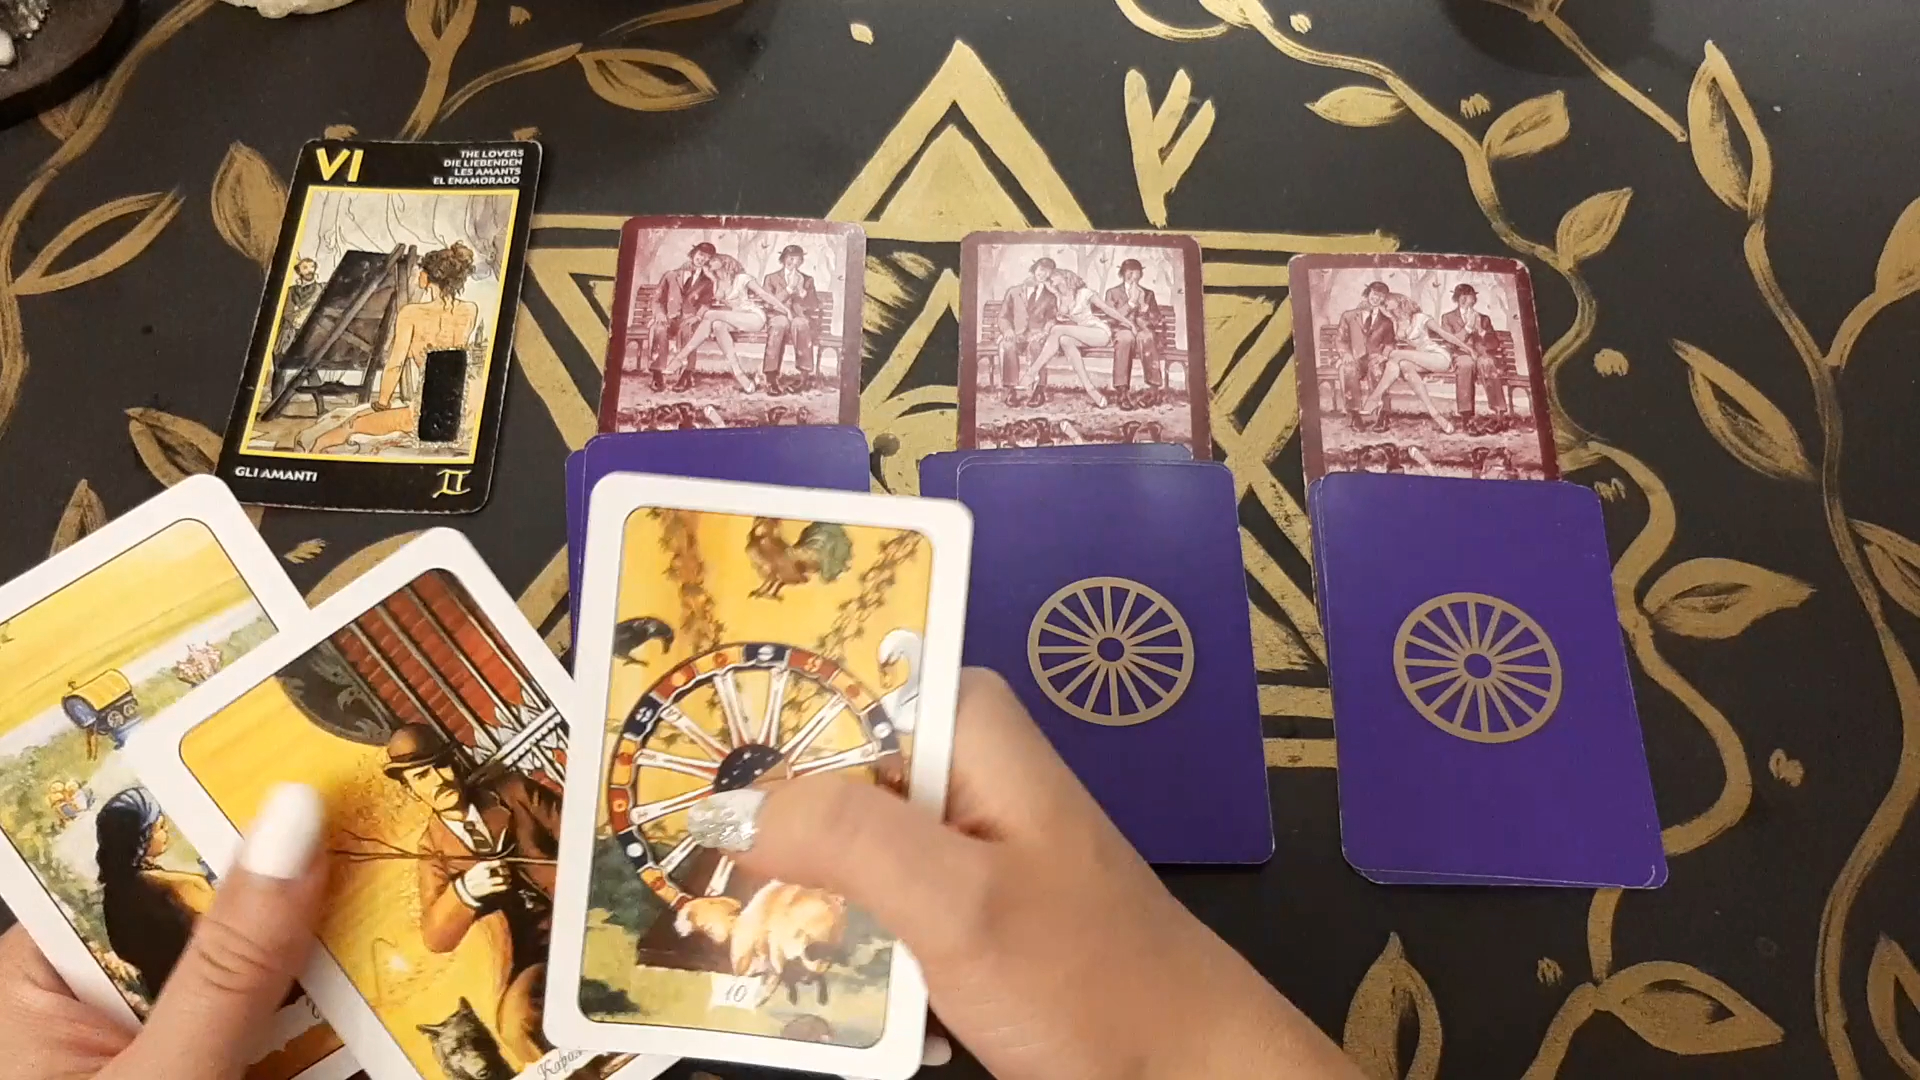 VI
THE LOVERS
DIE LIEBENDEN
LES AMANTS
EL ENAMORADO
GLI AMANTI
10